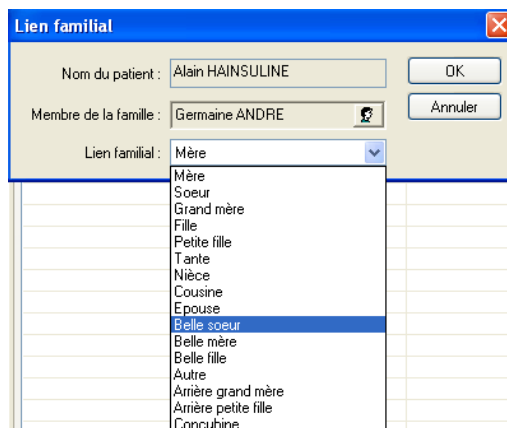 Lien familial
Nom du patient : Alain HAINSULINE OK
Membre de la famille : Germaine ANDRE Annuler
Lien familial : Mère
Mère
Soeur
Grand mère
Fille
Petite fille
Tante
Nièce
Cousine
Epouse
Belle soeur
Belle mère
Belle fille
Autre
Arrière grand mère
Arrière petite fille
Concubine